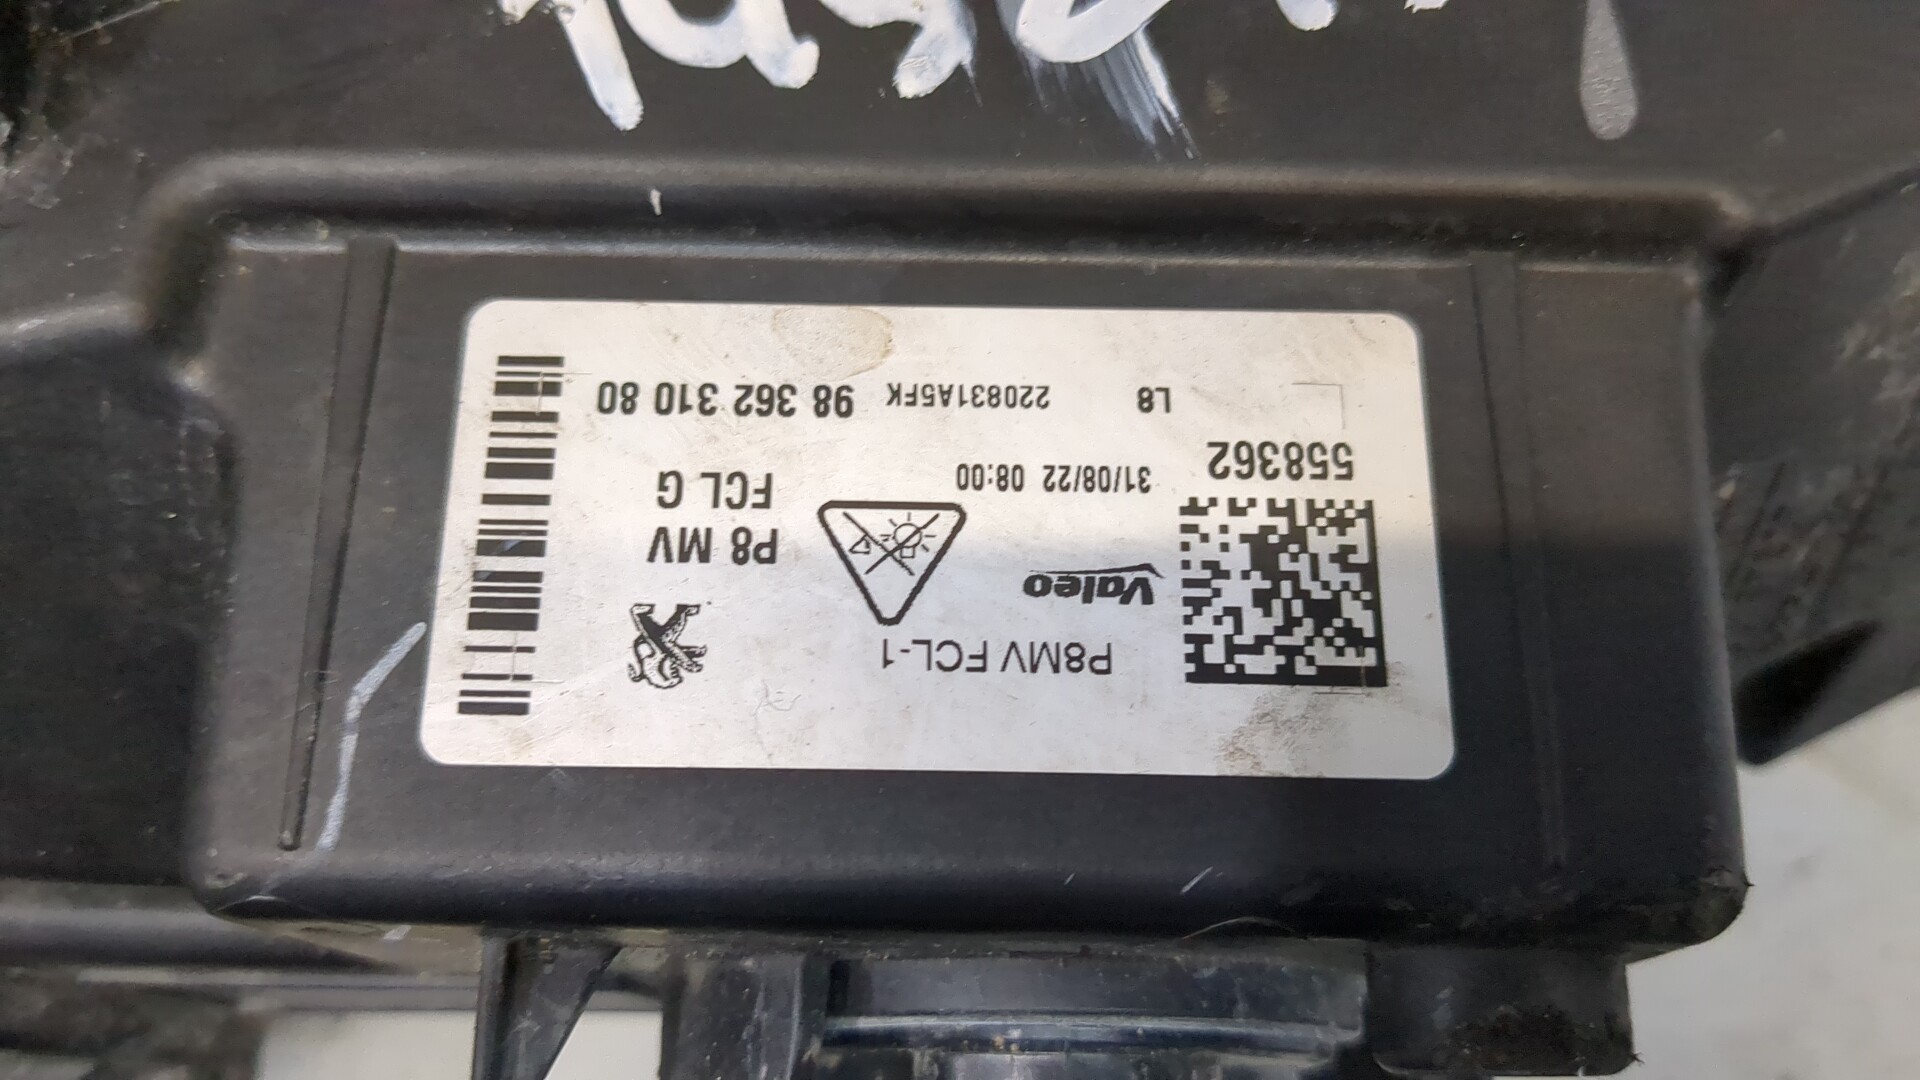 P8MV FCL-1
Valeo
P8 MV
FCL G
558362
31/08/22 08:00
L8
220831A5FK
98 362 310 80